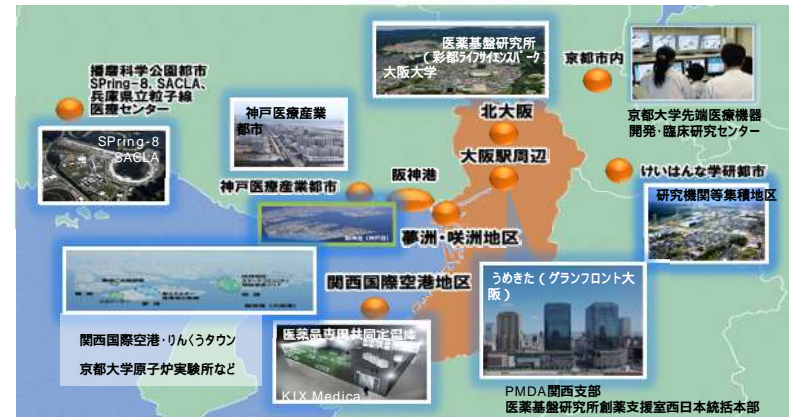 医薬基盤研究所
（彩都ライフサイエンスパーク）
大阪大学
京都市内
播磨科学公園都市
SPring-8、SACLA、
兵庫県立粒子線
医療センター
SPring-8
SACLA
神戸医療産業
都市
北大阪
京都大学先端医療機器
開発・臨床研究センター
大阪駅周辺
けいはんな学研都市
阪神港
神戸医療産業都市
研究機関等集積地区
夢洲・咲洲地区
関西国際空港地区
うめきた（グランフロント大
阪）
関西国際空港・りんくうタウン
京都大学原子炉実験所など
医薬品専用共同定温庫
KIX Medica
PMDA関西支部
医薬基盤研究所創薬支援室西日本統括本部